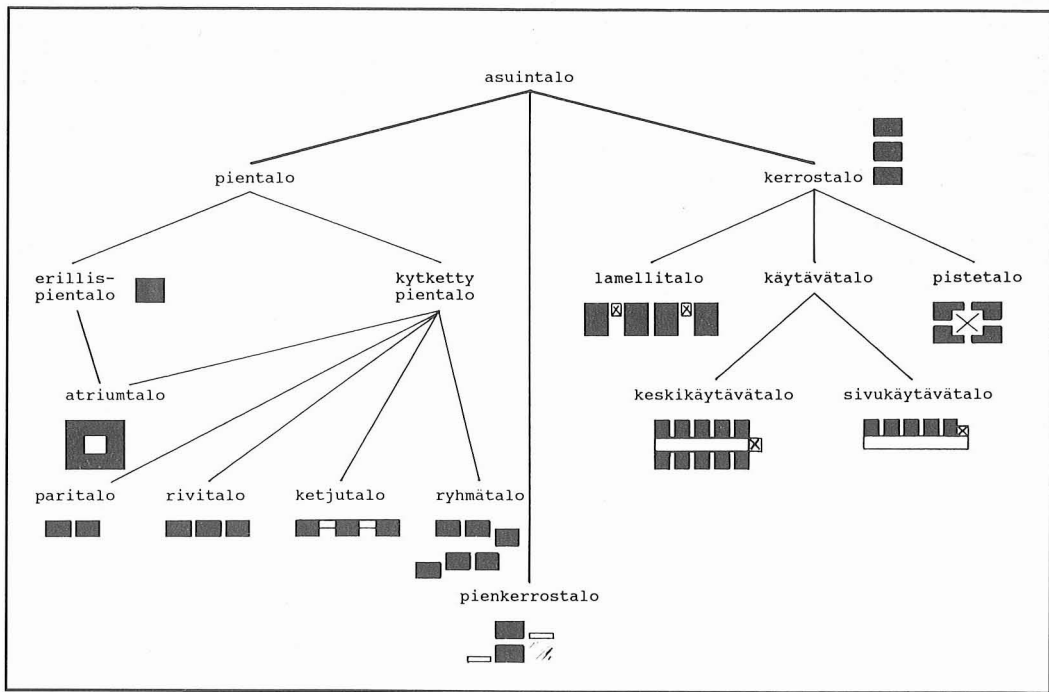 asuintalo
pientalo
kerrostalo
erillis-
pientalo
kytketty
pientalo
lamellitalo
käytävätalo
pistetalo
atriumtalo
keskikäytävätalo
sivukäytävätalo
paritalo
rivitalo
ketjutalo
ryhmätalo
pienkerrostalo